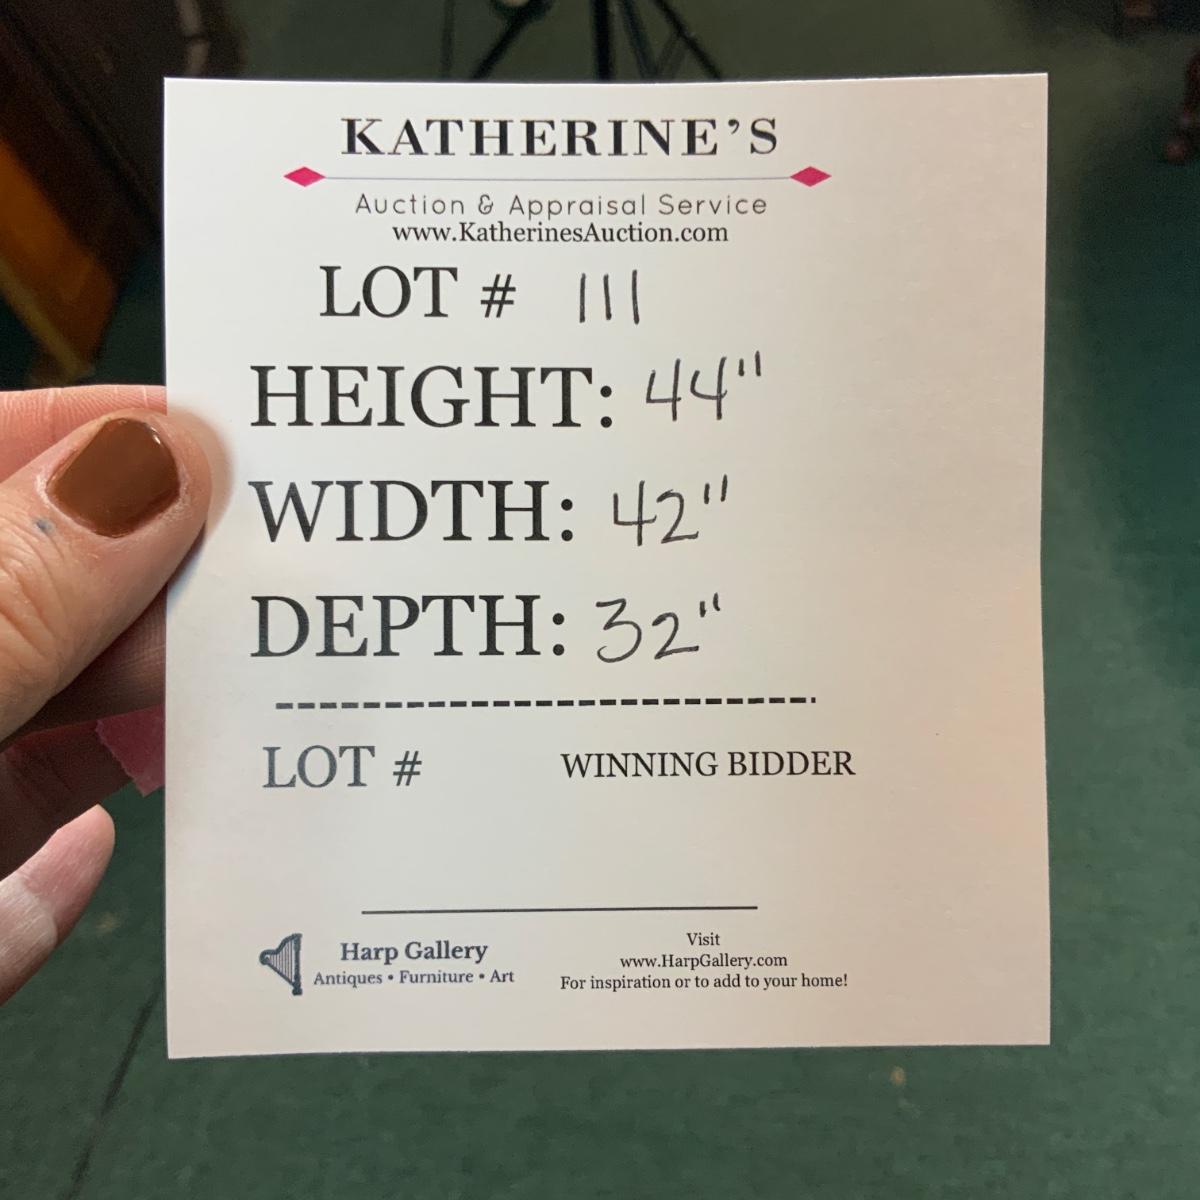 KATHERINE'S
Auction & Appraisal Service
www.KatherinesAuction.com
LOT # 111
HEIGHT: 44"
WIDTH: 42"
DEPTH: 32"
LOT # WINNING BIDDER
Harp Gallery
Antiques • Furniture • Art
Visit
www.HarpGallery.com
For inspiration or to add to your home!